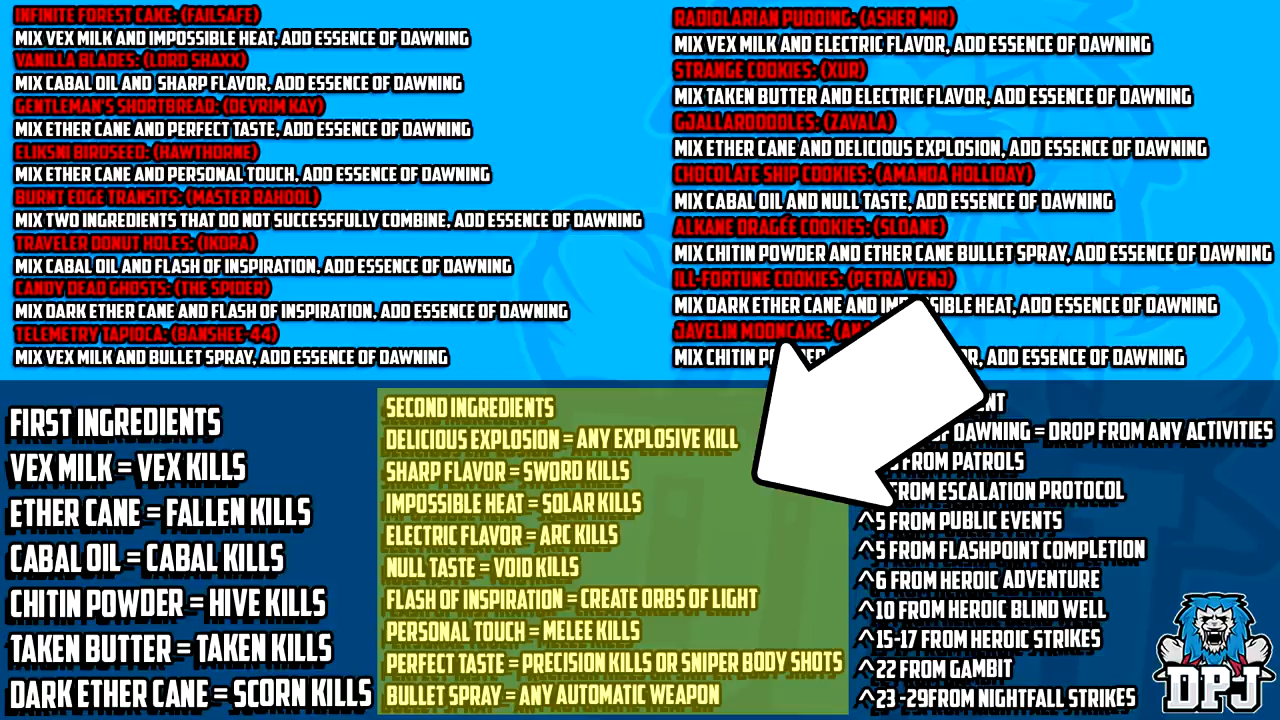 INFINITE FOREST CAKE: (FAILSAFE)
MIX VEX MILK AND IMPOSSIBLE HEAT, ADD ESSENCE OF DAWNING
VANILLA BLADES: (LORD SHAXX)
MIX CABAL OIL AND SHARP FLAVOR, ADD ESSENCE OF DAWNING
GENTLEMAN'S SHORTBREAD: (DEVRIM KAY)
MIX ETHER CANE AND PERFECT TASTE, ADD ESSENCE OF DAWNING
ELIKSNI BIRDSEED: (HAWTHORNE)
MIX ETHER CANE AND PERSONAL TOUCH, ADD ESSENCE OF DAWNING
BURNT EDGE TRANSITS: (MASTER RAHOOL)
MIX TWO INGREDIENTS THAT DO NOT SUCCESSFULLY COMBINE, ADD ESSENCE OF DAWNING
TRAVELER DONUT HOLES: (IKORA)
MIX CABAL OIL AND FLASH OF INSPIRATION, ADD ESSENCE OF DAWNING
CANDY DEAD GHOSTS: (THE SPIDER)
MIX DARK ETHER CANE AND FLASH OF INSPIRATION, ADD ESSENCE OF DAWNING
TELEMETRY TAPIOCA: (BANSHEE-44)
MIX VEX MILK AND BULLET SPRAY, ADD ESSENCE OF DAWNING
RADIOLARIAN PUDDING: (ASHER MIR)
MIX VEX MILK AND ELECTRIC FLAVOR, ADD ESSENCE OF DAWNING
STRANGE COOKIES: (XUR)
MIX TAKEN BUTTER AND ELECTRIC FLAVOR, ADD ESSENCE OF DAWNING
GJALLARDOODLES: (ZAVALA)
MIX ETHER CANE AND DELICIOUS EXPLOSION, ADD ESSENCE OF DAWNING
CHOCOLATE SHIP COOKIES: (AMANDA HOLLIDAY)
MIX CABAL OIL AND NULL TASTE, ADD ESSENCE OF DAWNING
ALKANE DRAGÉE COOKIES: (SLOANE)
MIX CHITIN POWDER AND ETHER CANE BULLET SPRAY, ADD ESSENCE OF DAWNING
ILL-FORTUNE COOKIES: (PETRA VENJ)
MIX DARK ETHER CANE AND HEAT, ADD ESSENCE OF DAWNING
JAVELIN MOONCAKE:
MIX CHITIN ADD ESSENCE OF DAWNING
FIRST INGREDIENTS
VEX MILK = VEX KILLS
ETHER CANE = FALLEN KILLS
CABAL OIL = CABAL KILLS
CHITIN POWDER = HIVE KILLS
TAKEN BUTTER = TAKEN KILLS
DARK ETHER CANE = SCORN KILLS
SECOND INGREDIENTS
DELICIOUS EXPLOSION = ANY EXPLOSIVE KILL
SHARP FLAVOR = SWORD KILLS
IMPOSSIBLE HEAT = SOLAR KILLS
ELECTRIC FLAVOR = ARC KILLS
NULL TASTE = VOID KILLS
FLASH OF INSPIRATION = CREATE ORBS OF LIGHT
PERSONAL TOUCH = MELEE KILLS
PERFECT TASTE = PRECISION KILLS OR SNIPER BODY SHOTS
BULLET SPRAY = ANY AUTOMATIC WEAPON
DAWNING = DROP FROM ANY ACTIVITIES
FROM PATROLS
FROM ESCALATION PROTOCOL
^5 FROM PUBLIC EVENTS
^5 FROM FLASHPOINT COMPLETION
^6 FROM HEROIC ADVENTURE
^10 FROM HEROIC BLIND WELL
^15-17 FROM HEROIC STRIKES
^22 FROM GAMBIT
^23-29FROM NIGHTFALL STRIKES
DPJ